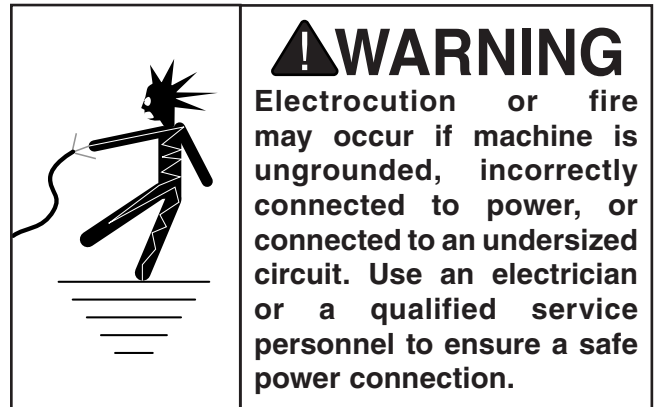 WARNING
Electrocution or fire
may occur if machine is
ungrounded, incorrectly
connected to power, or
connected to an undersized
circuit. Use an electrician
or a qualified service
personnel to ensure a safe
power connection.